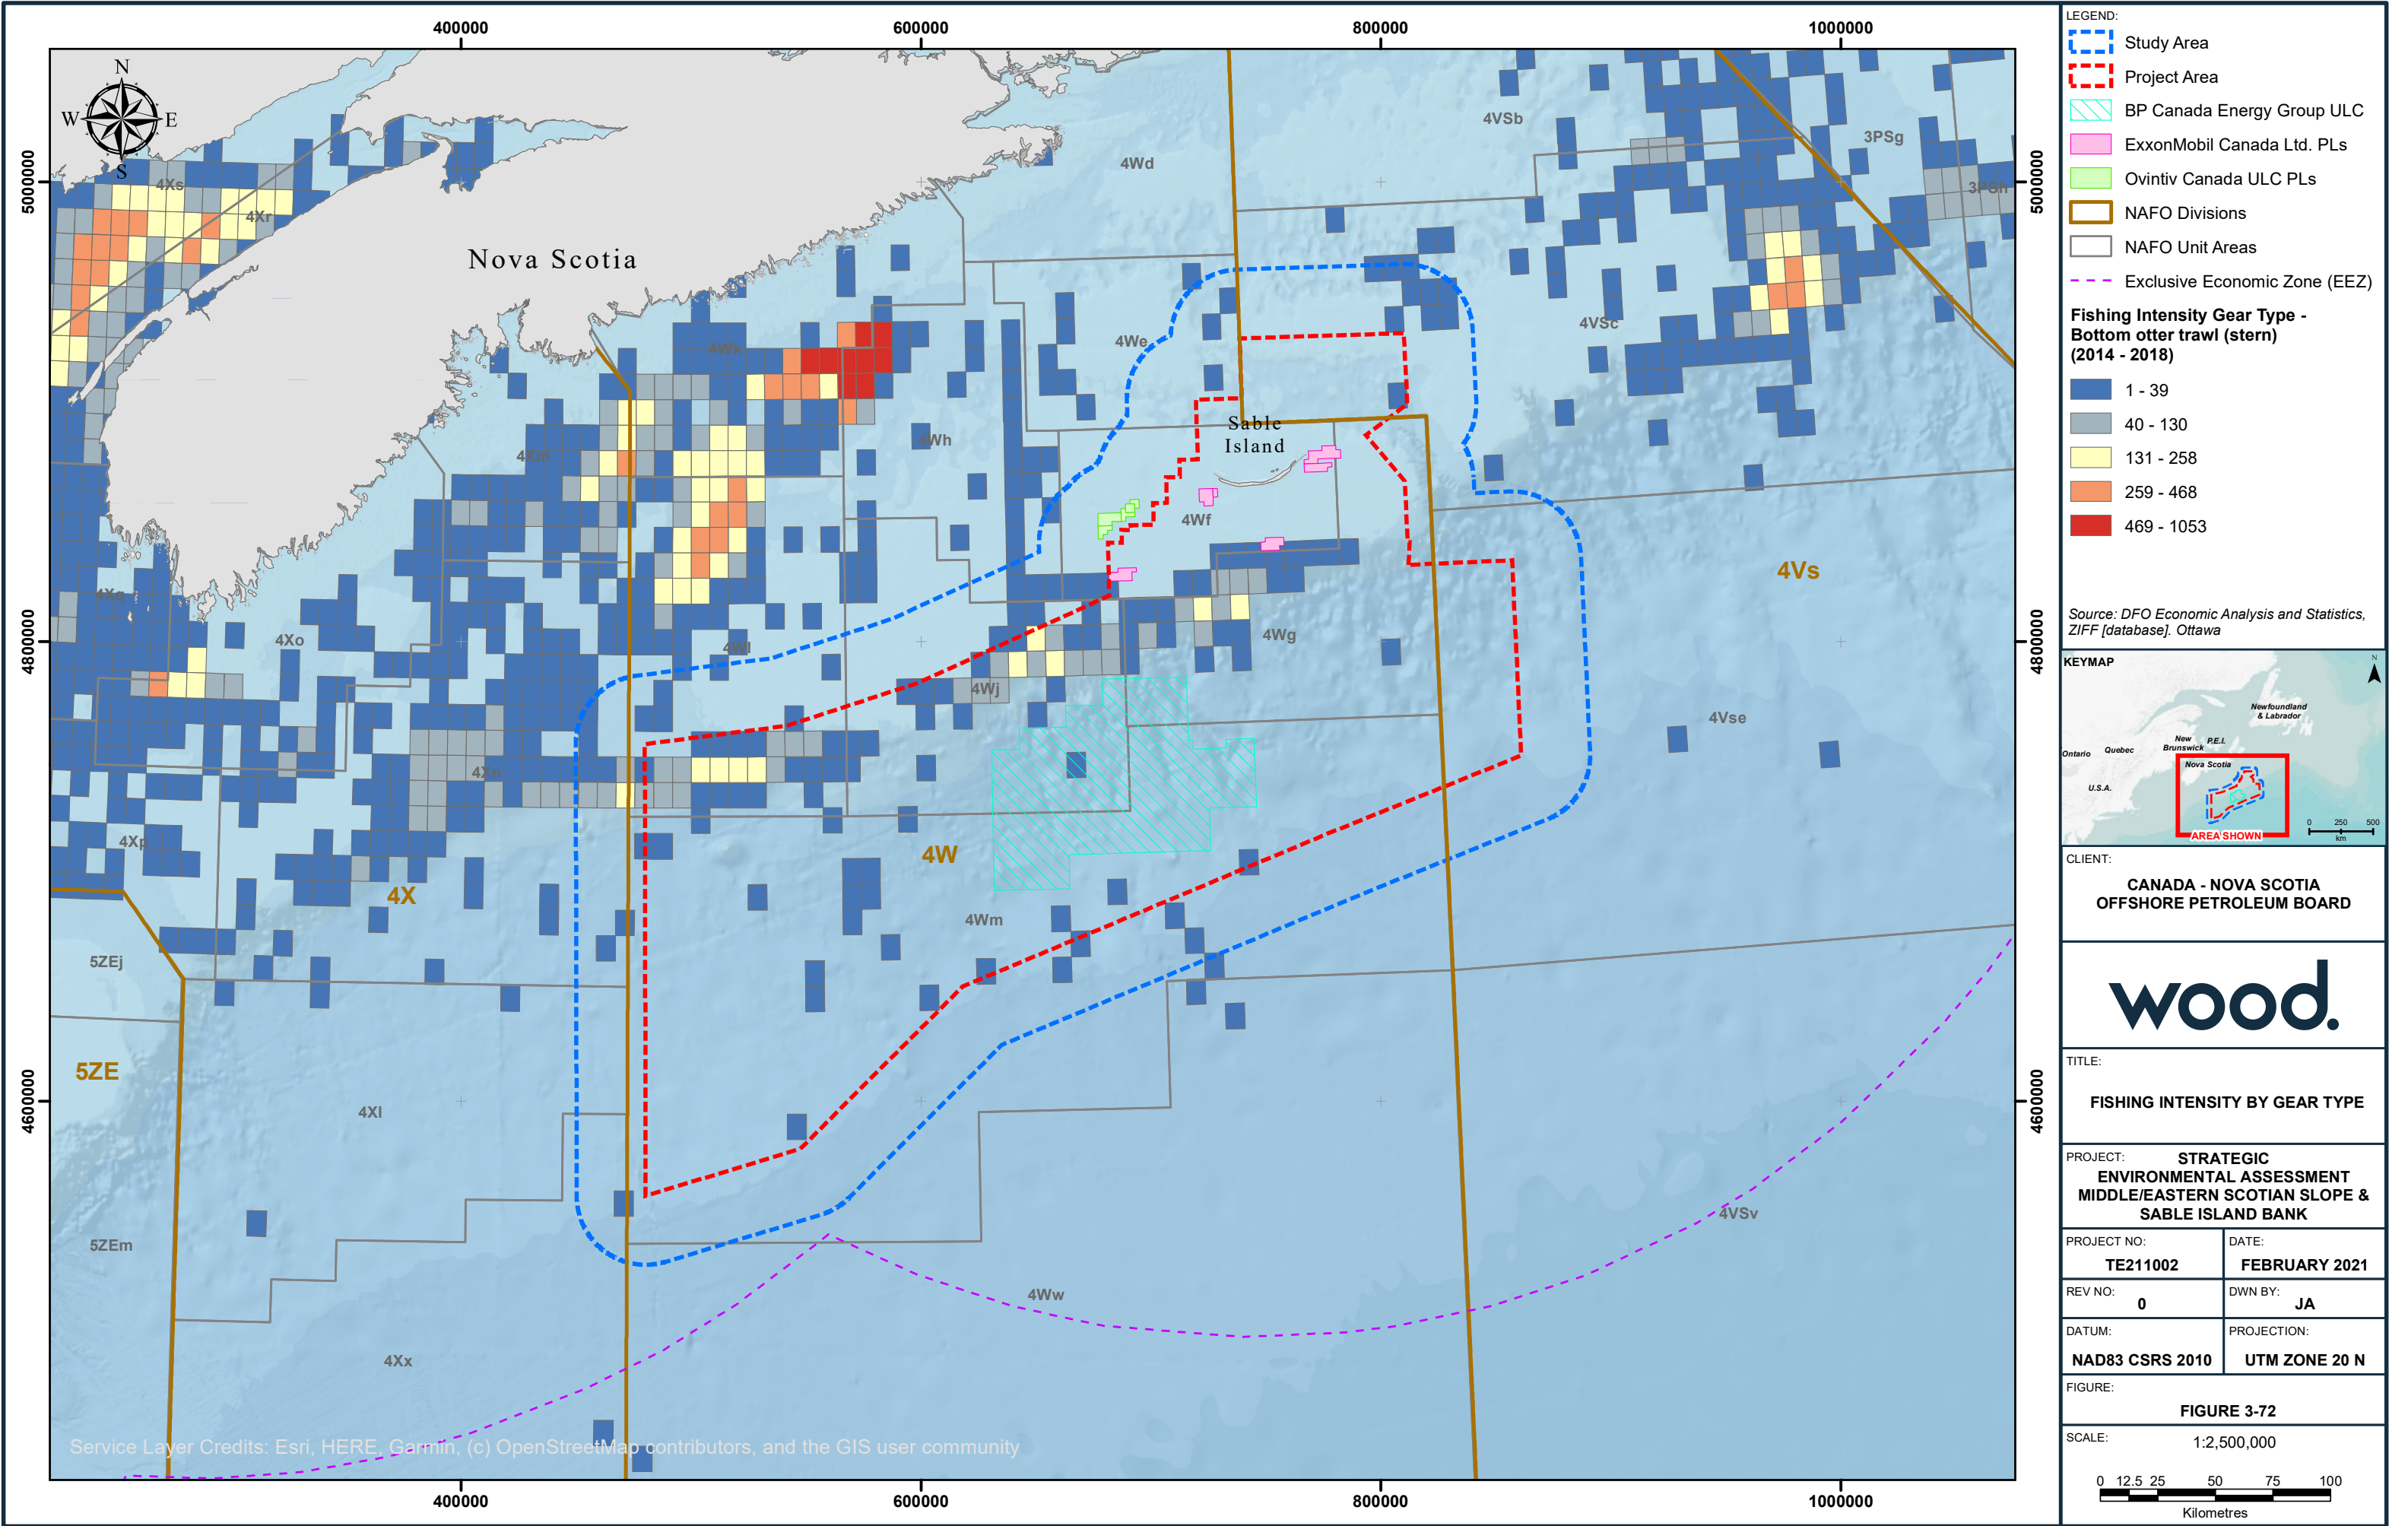 400000
600000
800000
1000000
N
W
E
S
5000000
4800000
4600000
5000000
4800000
4600000
4Xs
4Xr
Nova Scotia
4Wd
4VSb
3PSg
3PSh
4Wk
4We
4VSc
Sable
Island
4Wh
4Xm
4Wf
4Vs
4Xq
4Xo
4Wl
4Wg
4Wj
4Vse
4Xn
4Xp
4W
4X
4Wm
5ZEj
5ZE
4Xl
4VSv
5ZEm
4Ww
4Xx
Service Layer Credits: Esri, HERE, Garmin, (c) OpenStreetMap contributors, and the GIS user community
400000
600000
800000
1000000
LEGEND:
Study Area
Project Area
BP Canada Energy Group ULC
ExxonMobil Canada Ltd. PLs
Ovintiv Canada ULC PLs
NAFO Divisions
NAFO Unit Areas
Exclusive Economic Zone (EEZ)
Fishing Intensity Gear Type -
Bottom otter trawl (stern)
(2014 - 2018)
1 - 39
40 - 130
131 - 258
259 - 468
469 - 1053
Source: DFO Economic Analysis and Statistics,
ZIFF [database]. Ottawa
KEYMAP
N
Newfoundland
& Labrador
New
Brunswick
P.E.I.
Quebec
Ontario
Nova Scotia
U.S.A.
AREA SHOWN
0 250 500
km
CLIENT:
CANADA - NOVA SCOTIA
OFFSHORE PETROLEUM BOARD
wood.
TITLE:
FISHING INTENSITY BY GEAR TYPE
PROJECT:
STRATEGIC
ENVIRONMENTAL ASSESSMENT
MIDDLE/EASTERN SCOTIAN SLOPE &
SABLE ISLAND BANK
PROJECT NO:
TE211002
DATE:
FEBRUARY 2021
REV NO:
0
DWN BY:
JA
DATUM:
NAD83 CSRS 2010
PROJECTION:
UTM ZONE 20 N
FIGURE:
FIGURE 3-72
SCALE:
1:2,500,000
0 12.5 25 50 75 100
Kilometres